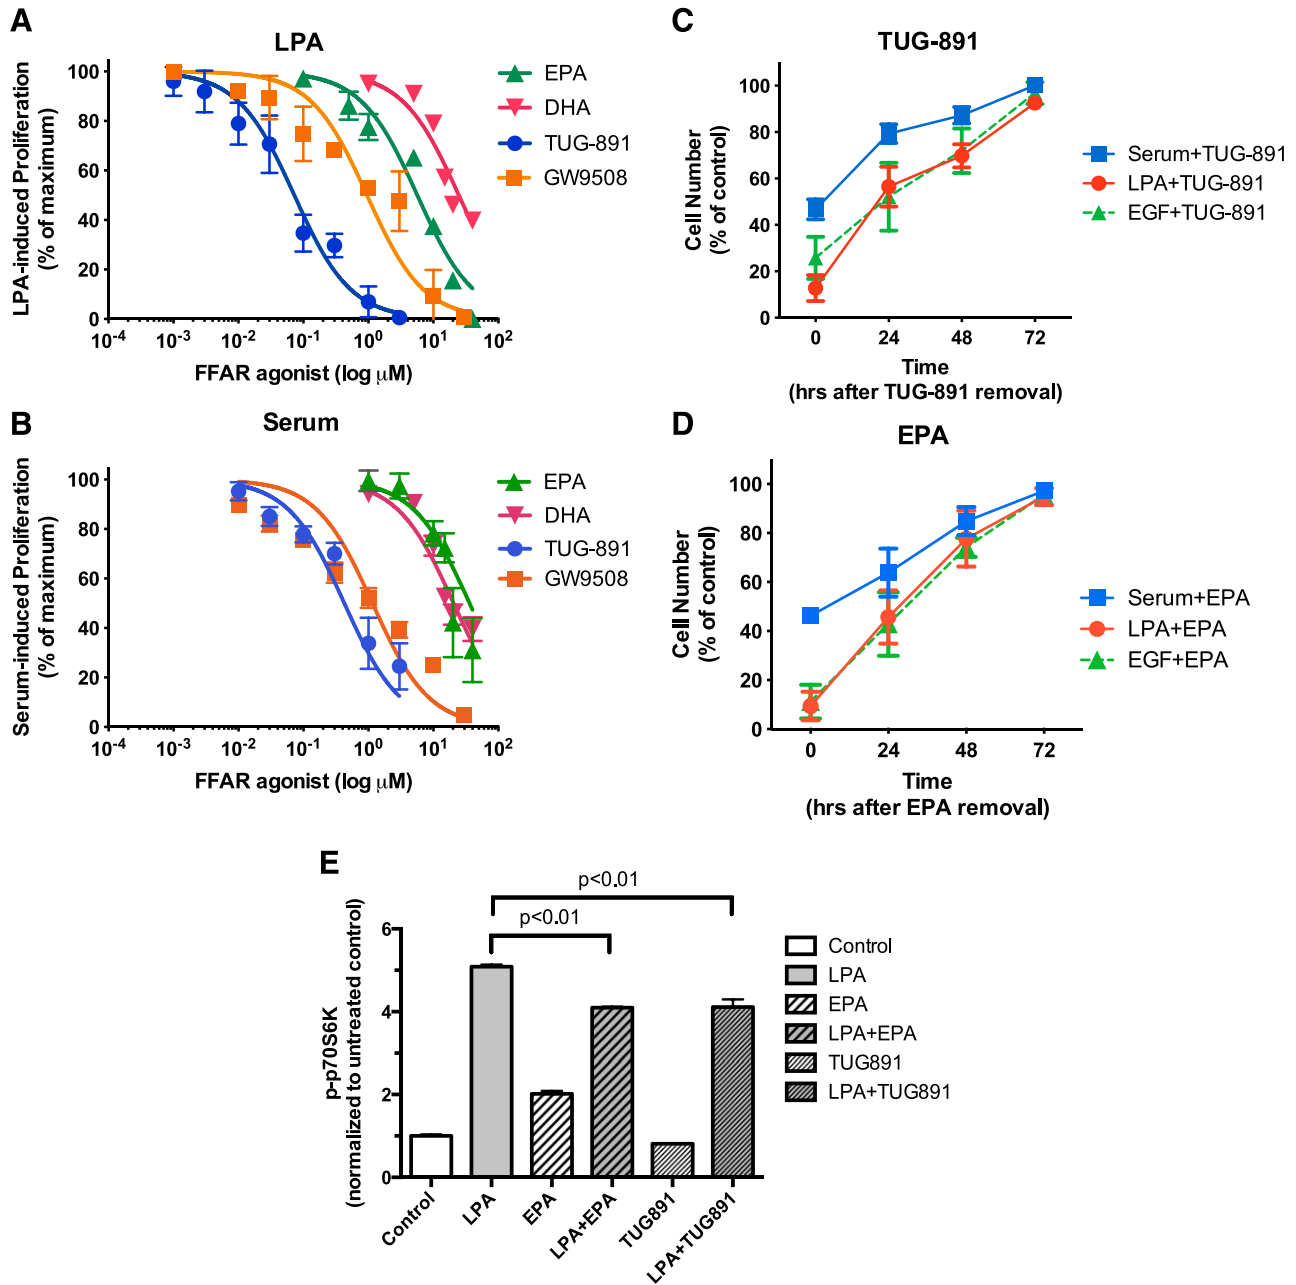 A
LPA
LPA-induced Proliferation
(% of maximum)
100
80
60
40
20
0
10-4
10-3
10-2
10-1
100
101
102
FFAR agonist (log μM)
EPA
DHA
TUG-891
GW9508
C
TUG-891
Cell Number
(% of control)
100
80
60
40
20
0
0
24
48
72
Time
(hrs after TUG-891 removal)
Serum+TUG-891
LPA+TUG-891
EGF+TUG-891
B
Serum
Serum-induced Proliferation
(% of maximum)
100
80
60
40
20
0
10-4
10-3
10-2
10-1
100
101
102
FFAR agonist (log μM)
EPA
DHA
TUG-891
GW9508
D
EPA
Cell Number
(% of control)
100
80
60
40
20
0
0
24
48
72
Time
(hrs after EPA removal)
Serum+EPA
LPA+EPA
EGF+EPA
E
p<0.01
p<0.01
p-p70S6K
(normalized to untreated control)
6
4
2
0
Control
LPA
EPA
LPA+EPA
TUG891
LPA+TUG891
Control
LPA
EPA
LPA+EPA
TUG891
LPA+TUG891